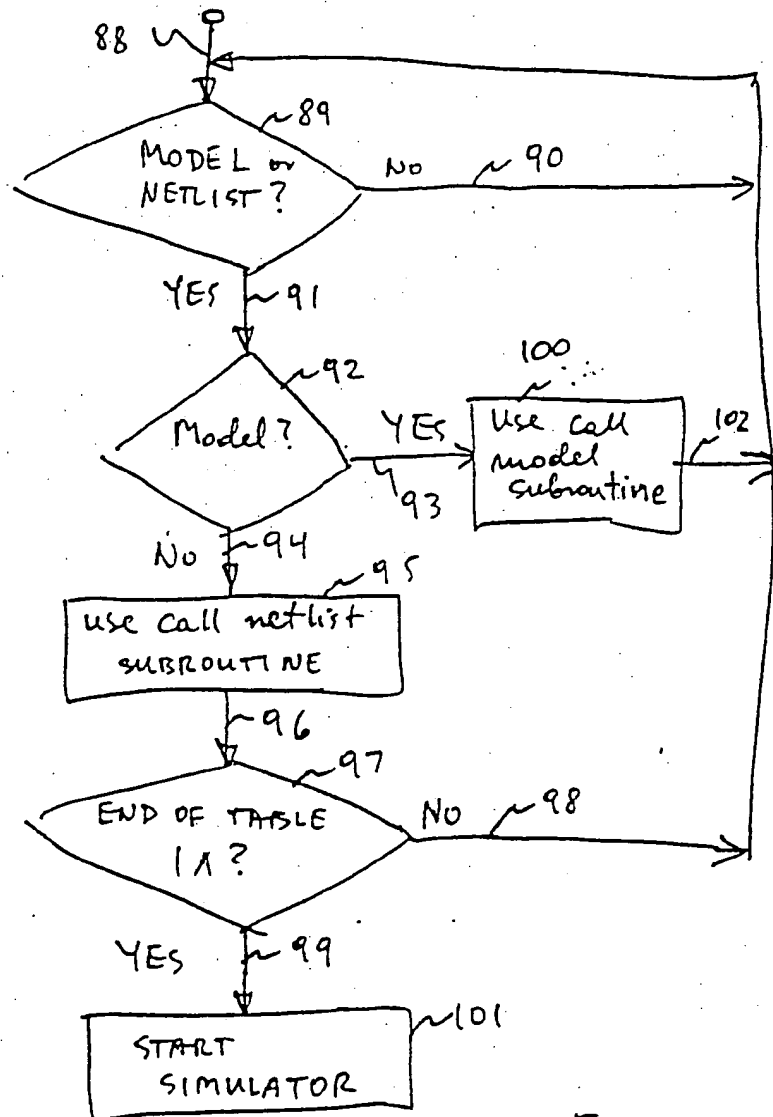 88
89
MODEL or
NETLIST?
NO
90
YES
91
92
Model?
YES
93
100
Use call
model
subroutine
102
NO
94
95
use call netlist
SUBROUTINE
96
97
END OF TABLE
1A?
NO
98
YES
99
101
START
SIMULATOR